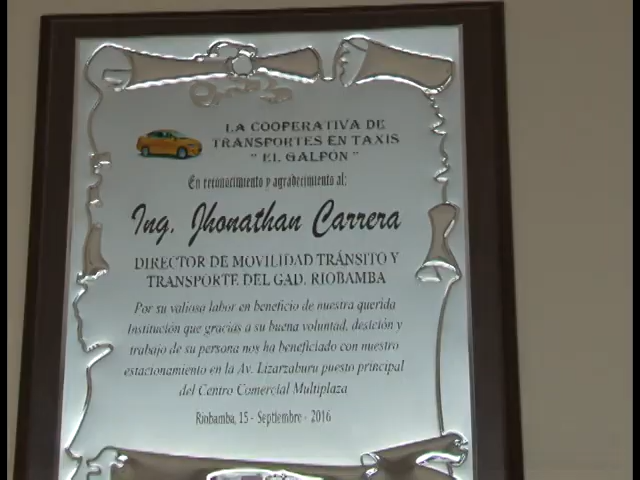 LA COOPERATIVA DE
TRANSPORTES EN TAXIS
" EL GALPÓN "
En reconocimiento y agradecimiento al:
Ing. Jhonathan Carrera
DIRECTOR DE MOVILIDAD TRÁNSITO Y
TRANSPORTE DEL GAD. RIOBAMBA
Por su valioso labor en beneficio de nuestra querida
Institución que gracias a su buena voluntad, desición y
trabajo de su persona nos ha beneficiado con nuestro
estacionamiento en la Av. Lizarzaburu puesto principal
del Centro Comercial Multiplaza
Riobamba, 15 - Septiembre - 2016